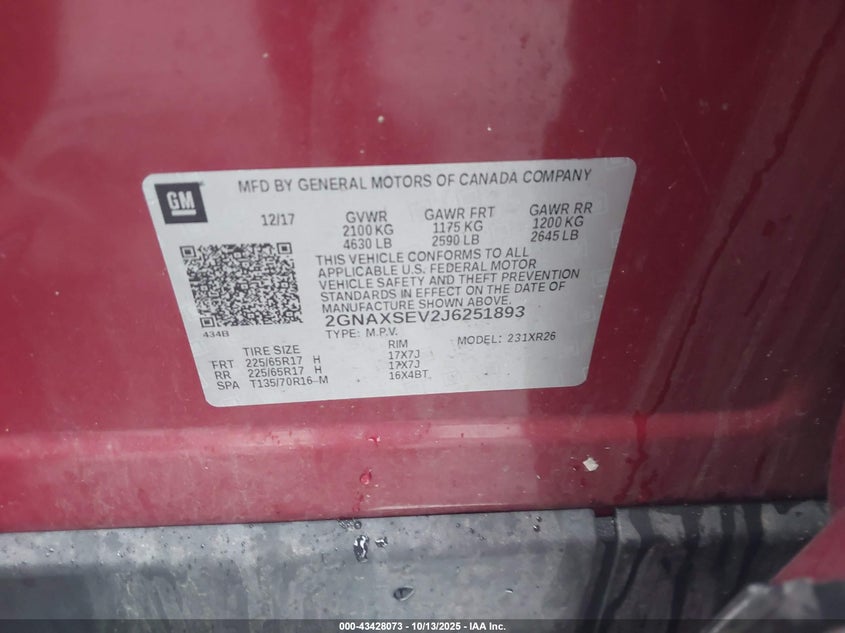 GM
MFD BY GENERAL MOTORS OF CANADA COMPANY
12/17 GVWR GAWR FRT GAWR RR
2100 KG 1175 KG 1200 KG
4630 LB 2590 LB 2645 LB
THIS VEHICLE CONFORMS TO ALL
APPLICABLE U.S. FEDERAL MOTOR
VEHICLE SAFETY AND THEFT PREVENTION
STANDARDS IN EFFECT ON THE DATE OF
MANUFACTURE SHOWN ABOVE.
434B 2GNAXSEV2J6251893
TYPE: M.P.V. MODEL: 231XR26
TIRE SIZE RIM
FRT 225/65R17 H 17X7J
RR 225/65R17 H 17X7J
SPA T135/70R16 M 16X4BT
000-43428073 - 10/13/2025 - IAA Inc.